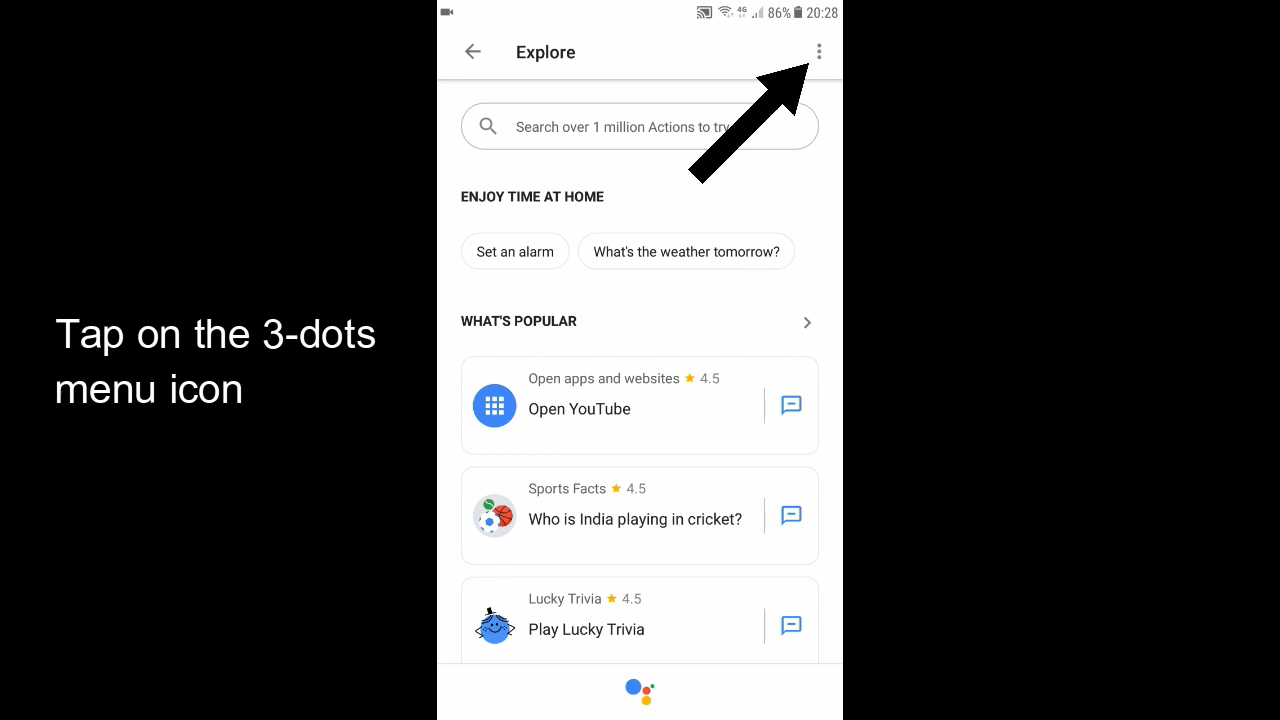 86% 20:28
4G
Explore
Search over 1 million Actions to try
ENJOY TIME AT HOME
Set an alarm
What's the weather tomorrow?
WHAT'S POPULAR
Tap on the 3-dots
menu icon
Open apps and websites ★ 4.5
Open YouTube
Sports Facts ★ 4.5
Who is India playing in cricket?
Lucky Trivia ★ 4.5
Play Lucky Trivia